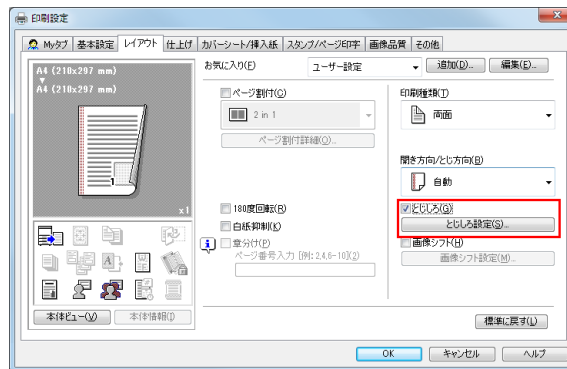 印刷設定
Myタブ 基本設定 レイアウト 仕上げ カバーシート/挿入紙 スタンプ/ページ印字 画像品質 その他
A4 (210x297 mm)
A4 (210x297 mm)
1
x1
お気に入り(F)
ユーザー設定
追加(D)...
編集(E)...
ページ割付(C)
2 in 1
ページ割付詳細(O)...
印刷種類(T)
両面
開き方向/とじ方向(B)
自動
180度回転(R)
白紙抑制(K)
章分け(P)
ページ番号入力 [例: 2,4,6-10](2)
とじしろ(G)
とじしろ設定(S)...
画像シフト(H)
画像シフト設定(M)...
本体ビュー(V)
本体情報(I)
標準に戻す(L)
OK
キャンセル
ヘルプ